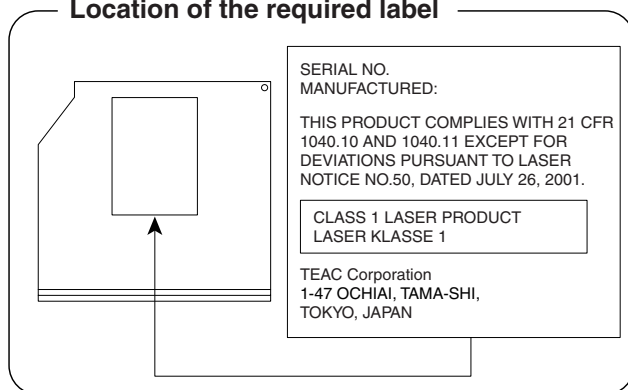 Location of the required label
SERIAL NO.
MANUFACTURED:
THIS PRODUCT COMPLIES WITH 21 CFR
1040.10 AND 1040.11 EXCEPT FOR
DEVIATIONS PURSUANT TO LASER
NOTICE NO.50, DATED JULY 26, 2001.
CLASS 1 LASER PRODUCT
LASER KLASSE 1
TEAC Corporation
1-47 OCHIAI, TAMA-SHI,
TOKYO, JAPAN